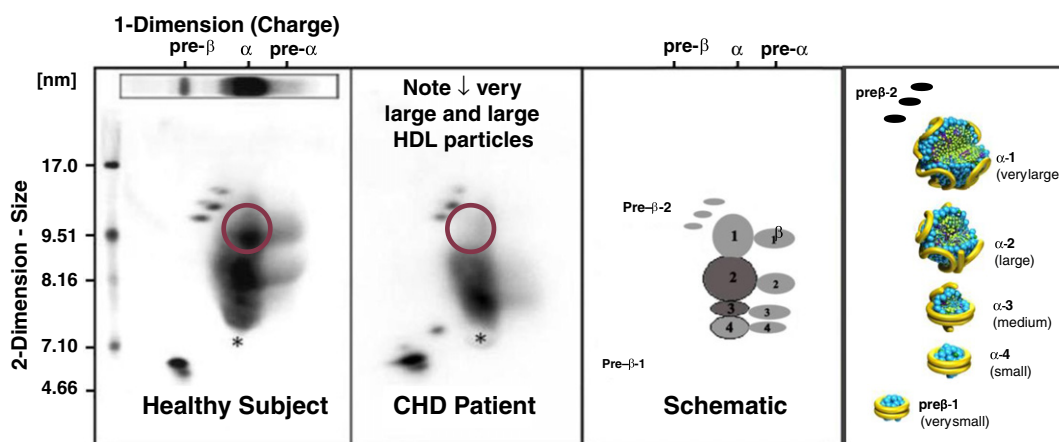 1-Dimension (Charge)
pre-β α pre-α
pre-β α pre-α
[nm]
17.0
9.51
8.16
7.10
4.66
2-Dimension - Size
*
Healthy Subject
Note ↓ very
large and large
HDL particles
*
CHD Patient
Pre–β-2
1 1β
2 2
3 3
4 4
Pre–β-1
Schematic
preβ-2
α-1
(verylarge
α-2
(large)
α-3
(medium)
α-4
(small)
preβ-1
(verysmall)